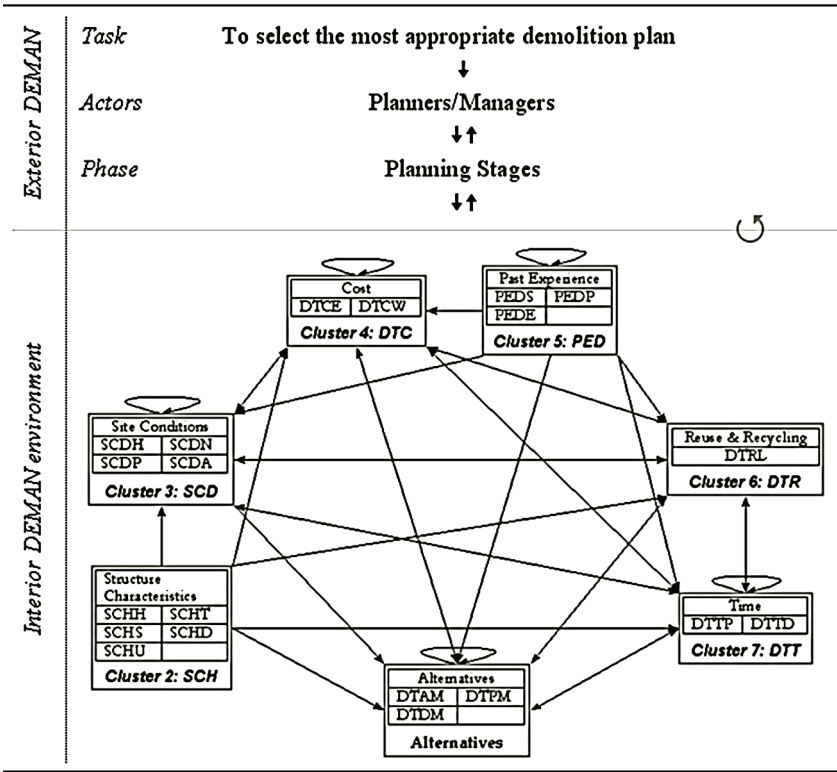 Exterior DEMAN
Task To select the most appropriate demolition plan
Actors Planners/Managers
Phase Planning Stages
Interior DEMAN environment
Cost
DTCE DTCW
Cluster 4: DTC
Past Experience
PEDS PEDP
PEDE
Cluster 5: PED
Site Conditions
SCDH SCDN
SCDP SCDA
Cluster 3: SCD
Reuse & Recycling
DTRL
Cluster 6: DTR
Structure
Characteristics
SCHH SCHT
SCHS SCHD
SCHU
Cluster 2: SCH
Time
DTTP DTTD
Cluster 7: DTT
Alternatives
DTAM DTPM
DTDM
Alternatives